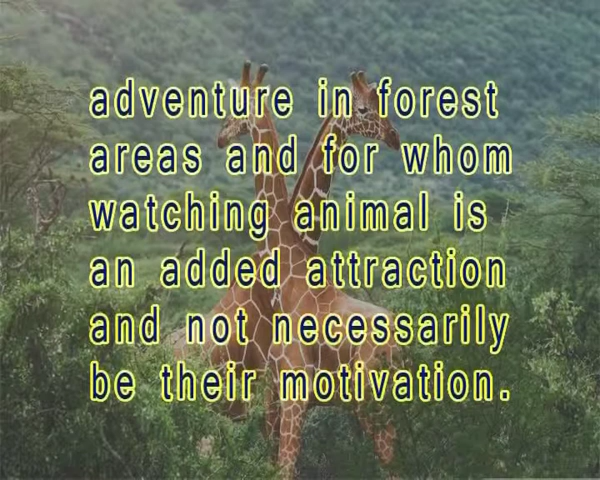 adventure in forest
areas and for whom
watching animal is
an added attraction
and not necessarily
be their motivation.